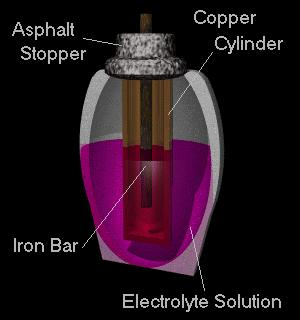 Asphalt
Stopper
Copper
Cylinder
Iron Bar
Electrolyte Solution